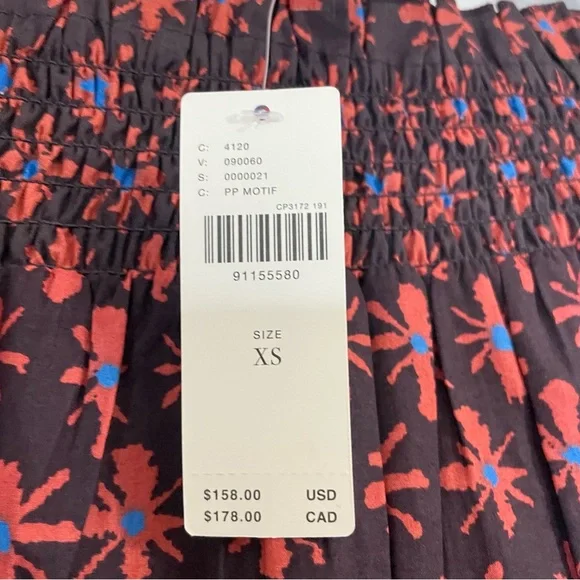 C: 4120
V: 090060
S: 0000021
C: PP MOTIF
CP3172 191
91155580
SIZE
XS
$158.00 USD
$178.00 CAD